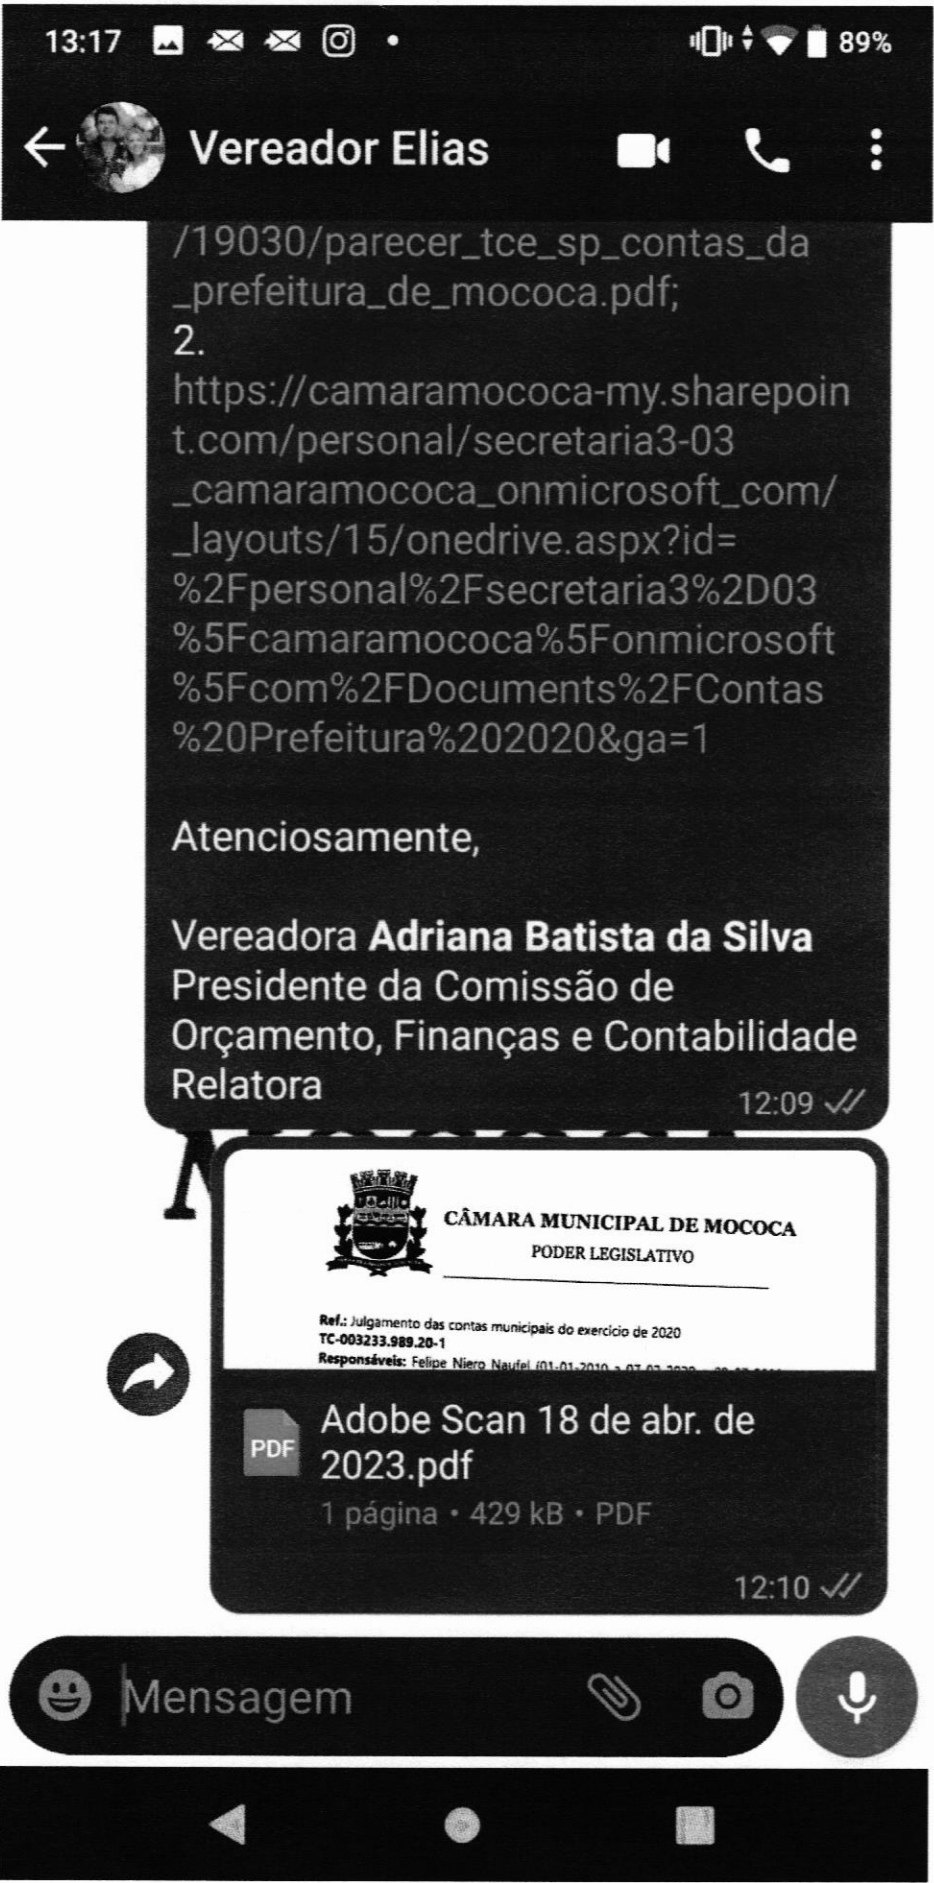 13:17
89%
Vereador Elias
/19030/parecer_tce_sp_contas_da
_prefeitura_de_mococa.pdf;
2.
https://camaramococa-my.sharepoin
t.com/personal/secretaria3-03
_camaramococa_onmicrosoft_com/
_layouts/15/onedrive.aspx?id=
%2Fpersonal%2Fsecretaria3%2D03
%5Fcamaramococa%5Fonmicrosoft
%5Fcom%2FDocuments%2FContas
%20Prefeitura%202020&ga=1
Atenciosamente,
Vereadora Adriana Batista da Silva
Presidente da Comissão de
Orçamento, Finanças e Contabilidade
Relatora
12:09
CÂMARA MUNICIPAL DE MOCOCA
PODER LEGISLATIVO
Ref.: Julgamento das contas municipais do exercício de 2020
TC-003233.989.20-1
Responsáveis: Felipe Niero Naufel
PDF
Adobe Scan 18 de abr. de
2023.pdf
1 página • 429 kB • PDF
12:10
Mensagem